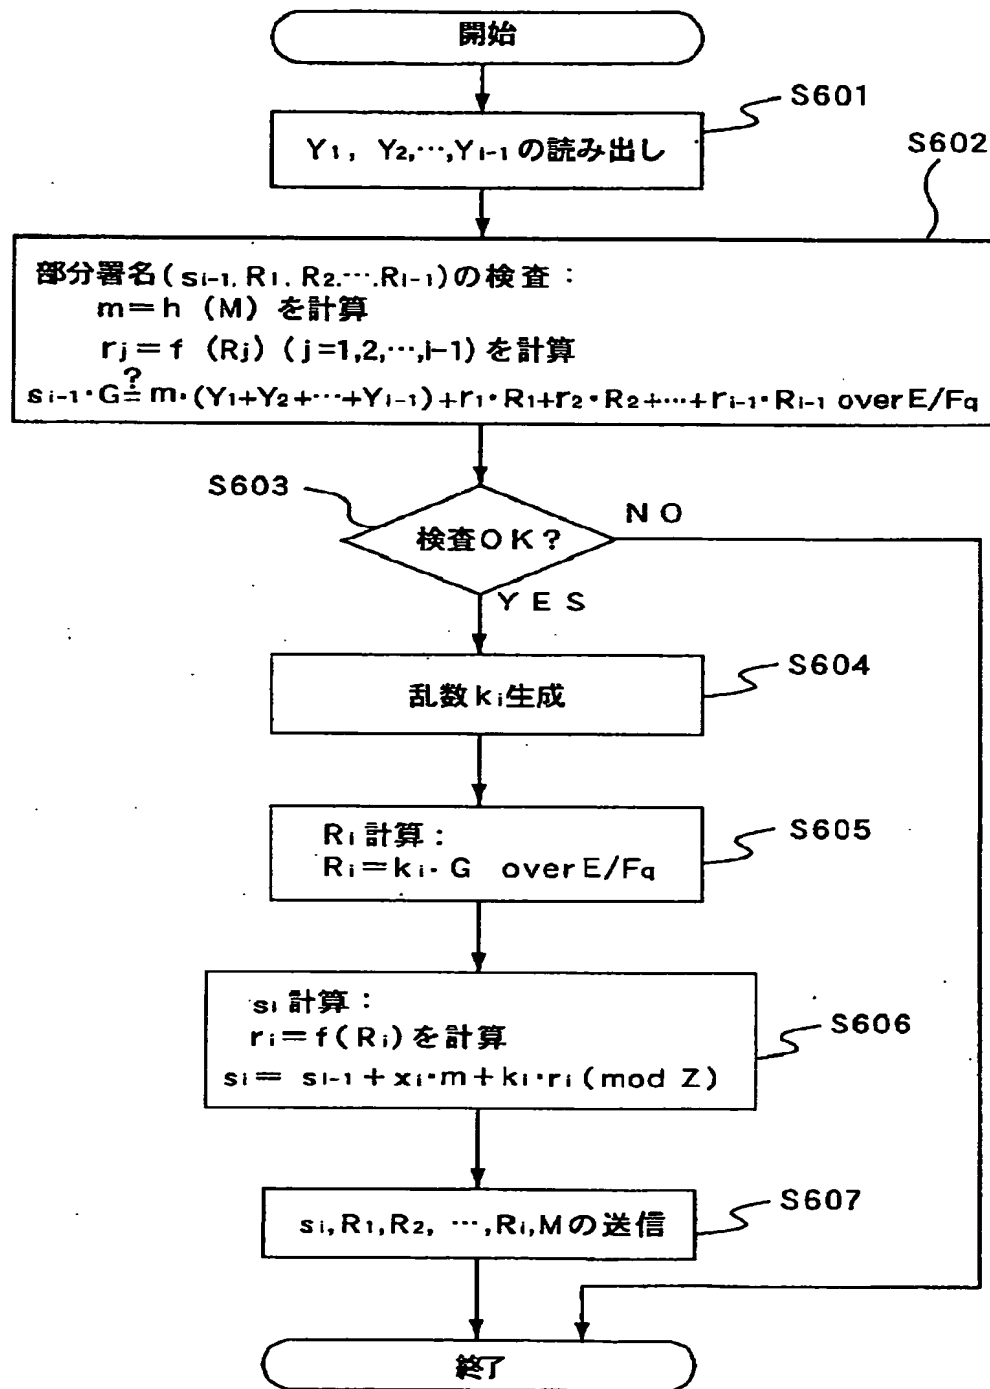 開始
S601
Y1, Y2,…,Yi-1の読み出し
S602
部分署名(si-1,R1,R2,…,Ri-1)の検査：
m=h (M) を計算
rj=f (Rj) (j=1,2,…,i-1) を計算
si-1・G≟m・(Y1+Y2+…+Yi-1)+r1・R1+r2・R2+…+ri-1・Ri-1 over E/Fq
S603
検査OK?
NO
YES
S604
乱数ki生成
S605
Ri計算：
Ri=ki・G over E/Fq
S606
si計算：
ri=f(Ri)を計算
si= si-1+xi・m+ki・ri (mod Z)
S607
si,R1,R2, …,Ri,Mの送信
終了